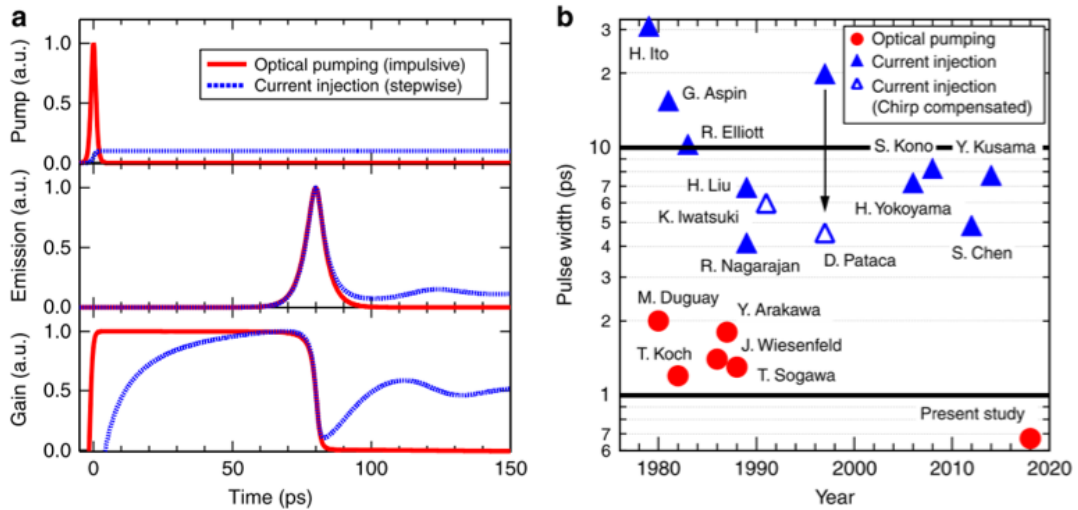 a
Pump (a.u.)
1.0
0.5
0.0
Optical pumping (impulsive)
Current injection (stepwise)
Emission (a.u.)
1.0
0.5
0.0
Gain (a.u.)
1.0
0.5
0.0
0
50
100
150
Time (ps)
b
Pulse width (ps)
3
2
10
8
7
6
5
4
3
2
1
8
7
6
Optical pumping
Current injection
Current injection
(Chirp compensated)
H. Ito
G. Aspin
R. Elliott
S. Kono
Y. Kusama
H. Liu
K. Iwatsuki
H. Yokoyama
R. Nagarajan
D. Pataca
S. Chen
M. Duguay
Y. Arakawa
T. Koch
J. Wiesenfeld
T. Sogawa
Present study
1980
1990
2000
2010
2020
Year